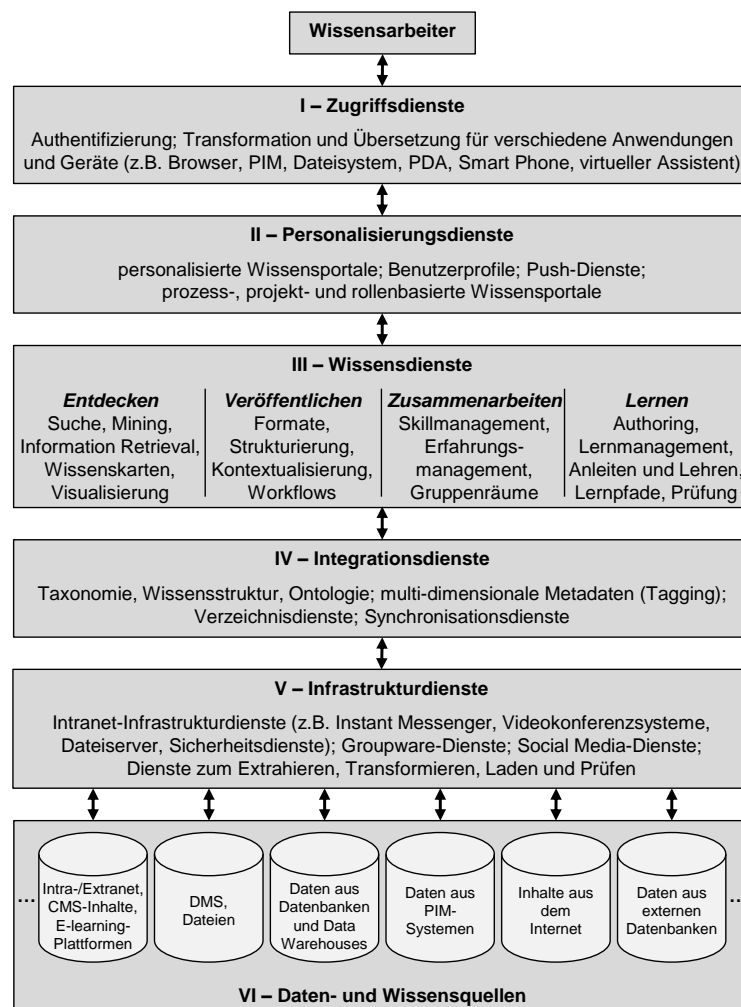 Wissensarbeiter
I – Zugriffsdienste
Authentifizierung; Transformation und Übersetzung für verschiedene Anwendungen
und Geräte (z.B. Browser, PIM, Dateisystem, PDA, Smart Phone, virtueller Assistent)
II – Personalisierungsdienste
personalisierte Wissensportale; Benutzerprofile; Push-Dienste;
prozess-, projekt- und rollenbasierte Wissensportale
III – Wissensdienste
Entdecken
Suche, Mining,
Information Retrieval,
Wissenskarten,
Visualisierung
Veröffentlichen
Formate,
Strukturierung,
Kontextualisierung,
Workflows
Zusammenarbeiten
Skillmanagement,
Erfahrungs-
management,
Gruppenräume
Lernen
Authoring,
Lernmanagement,
Anleiten und Lehren,
Lernpfade, Prüfung
IV – Integrationsdienste
Taxonomie, Wissensstruktur, Ontologie; multi-dimensionale Metadaten (Tagging);
Verzeichnisdienste; Synchronisationsdienste
V – Infrastrukturdienste
Intranet-Infrastrukturdienste (z.B. Instant Messenger, Videokonferenzsysteme,
Dateiserver, Sicherheitsdienste); Groupware-Dienste; Social Media-Dienste;
Dienste zum Extrahieren, Transformieren, Laden und Prüfen
...
Intra-/Extranet,
CMS-Inhalte,
E-learning-
Plattformen
DMS,
Dateien
Daten aus
Datenbanken
und Data
Warehouses
Daten aus
PIM-
Systemen
Inhalte aus
dem
Internet
Daten aus
externen
Datenbanken
...
VI – Daten- und Wissensquellen